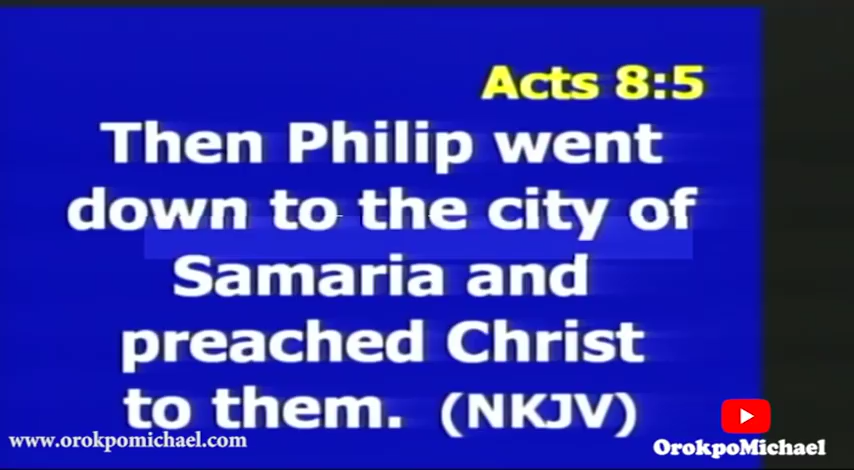 Acts 8:5
Then Philip went
down to the city of
Samaria and
preached Christ
to them. (NKJV)
www.orokpomichael.com
OrokpoMichael